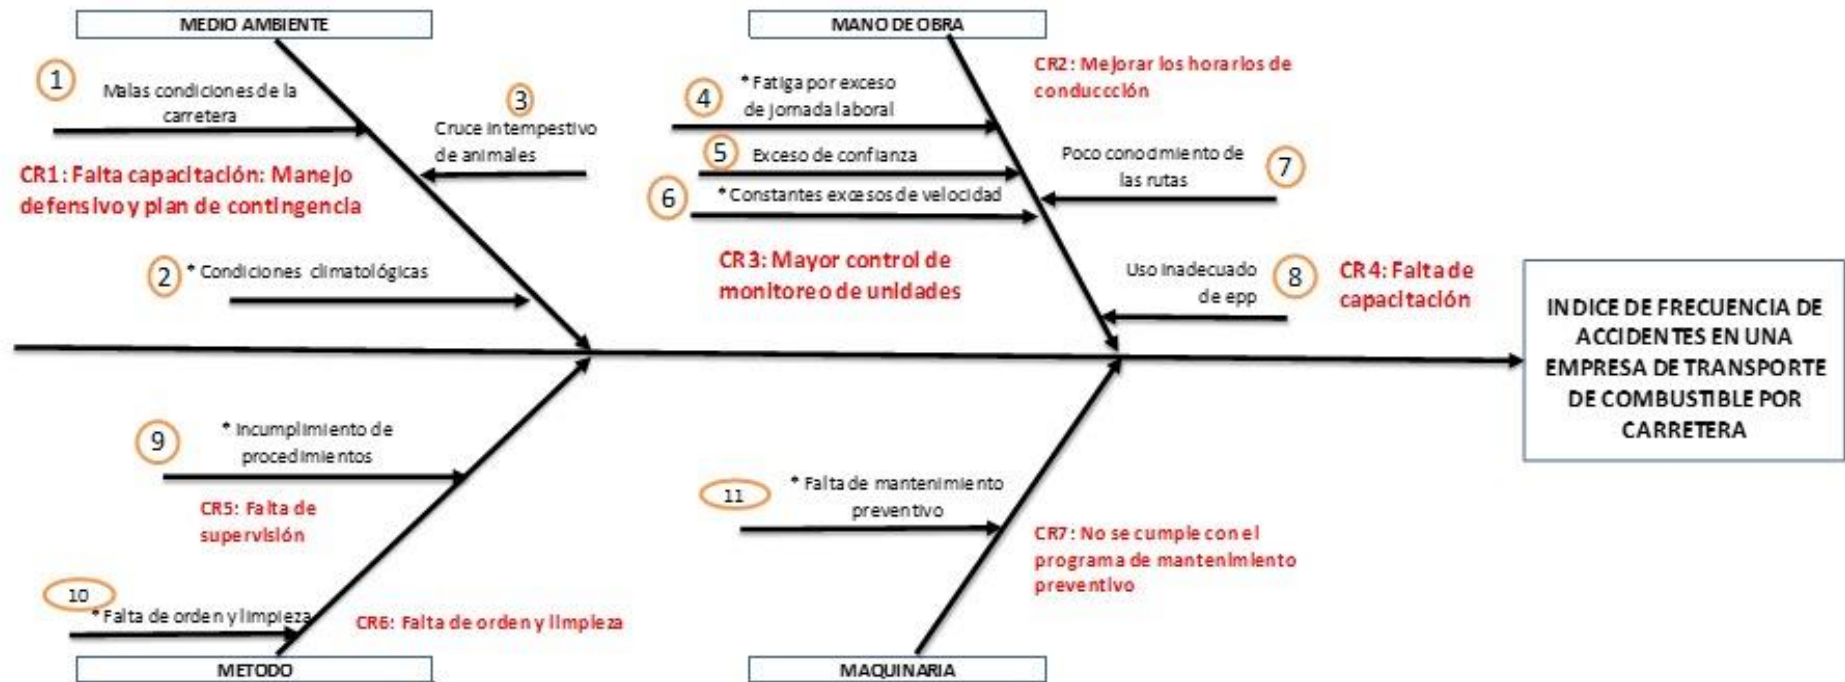 MEDIO AMBIENTE
1
Malas condiciones de la
carretera
3
Cruce intempestivo
de animales
CR1: Falta capacitación: Manejo
defensivo y plan de contingencia
2
* Condiciones climatológicas
MANO DE OBRA
CR2: Mejorar los horarios de
conduccción
4
* Fatiga por exceso
de jornada laboral
5
Exceso de confianza
6
* Constantes excesos de velocidad
Poco conocimiento de
las rutas
7
CR3: Mayor control de
monitoreo de unidades
Uso inadecuado
de epp
8
CR4: Falta de
capacitación
INDICE DE FRECUENCIA DE
ACCIDENTES EN UNA
EMPRESA DE TRANSPORTE
DE COMBUSTIBLE POR
CARRETERA
9
* Incumplimiento de
procedimientos
CR5: Falta de
supervisión
10
* Falta de orden y limpieza
CR6: Falta de orden y limpieza
METODO
11
* Falta de mantenimiento
preventivo
CR7: No se cumple con el
programa de mantenimiento
preventivo
MAQUINARIA